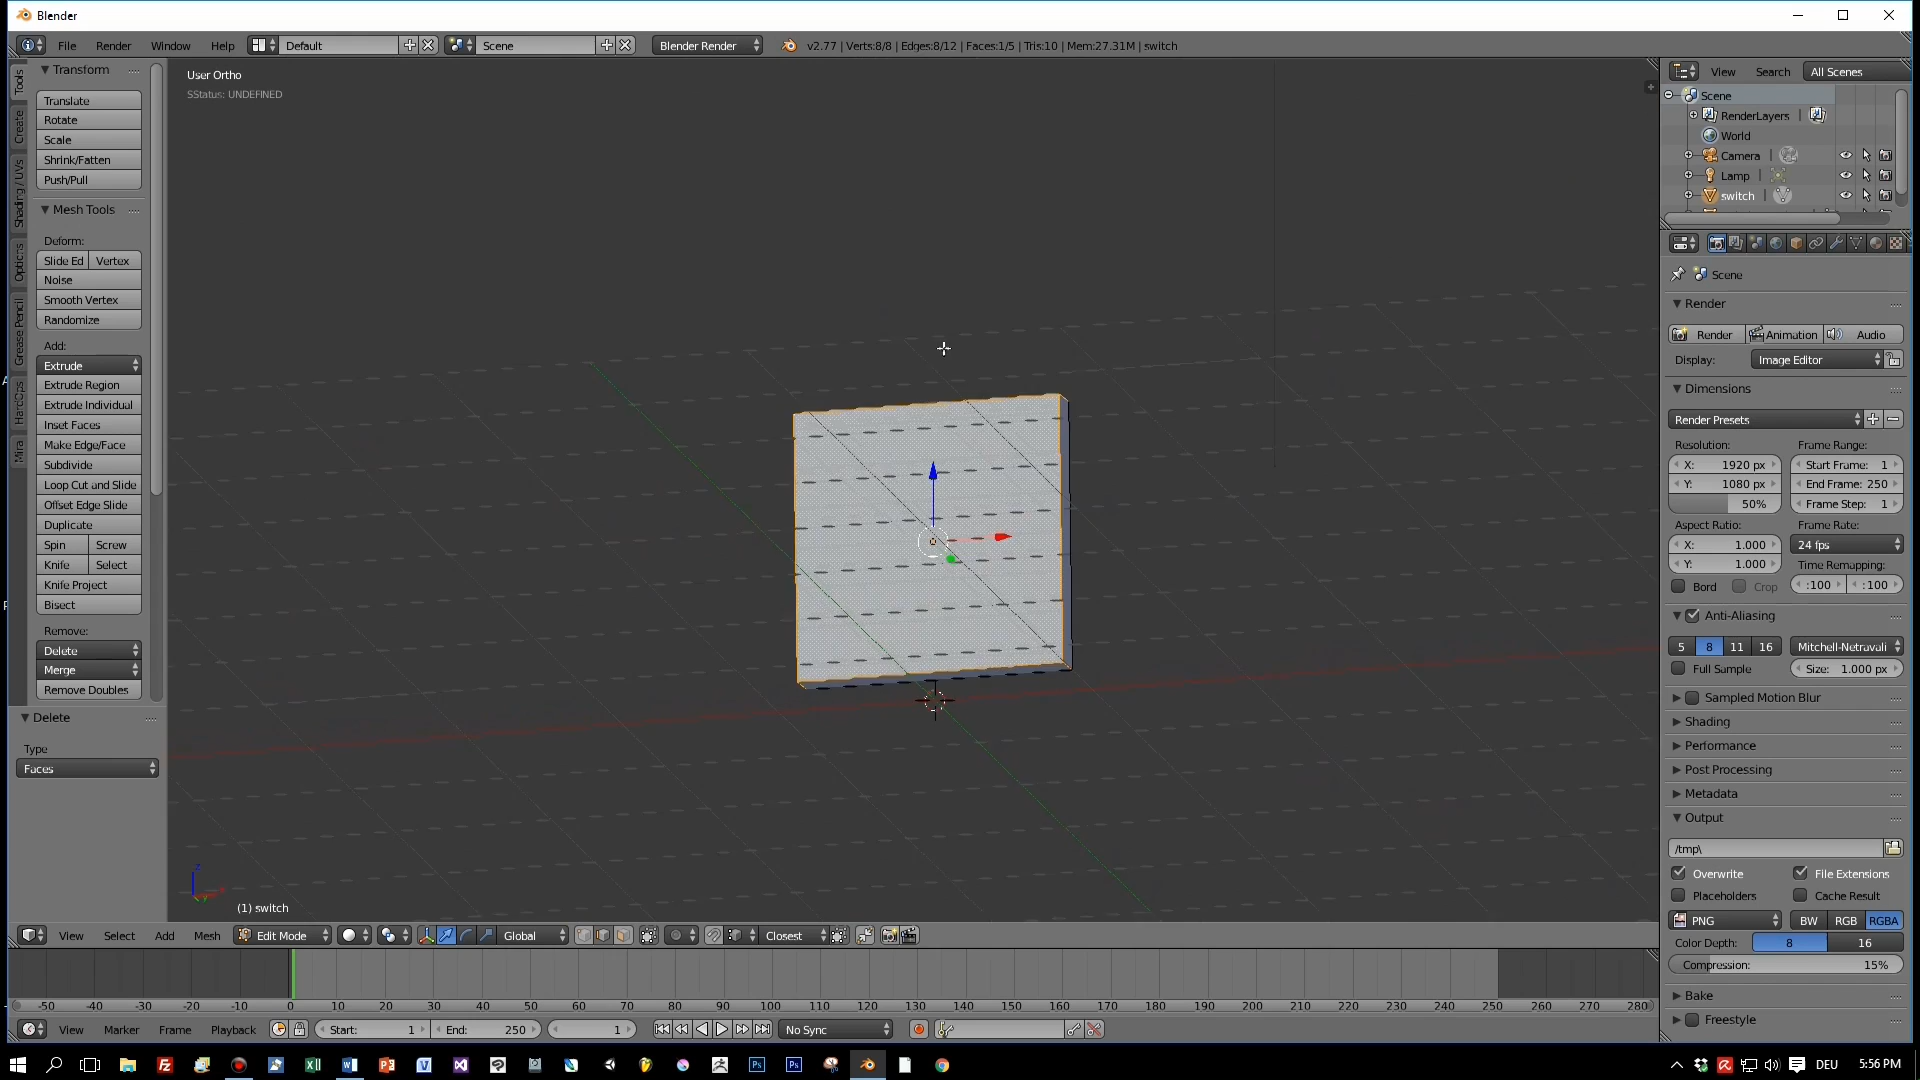 Blender
File Render Window Help Default Scene Blender Render v2.77 | Verts:8/8 | Edges:8/12 | Faces:1/5 | Tris:10 | Mem:27.31M | switch
User Ortho
SStatus: UNDEFINED
Tools
Create
Shading / UVs
Options
Grease Pencil
HardOps
Mira
Transform
Translate
Rotate
Scale
Shrink/Fatten
Push/Pull
Mesh Tools
Deform:
Slide Ed Vertex
Noise
Smooth Vertex
Randomize
Add:
Extrude
Extrude Region
Extrude Individual
Inset Faces
Make Edge/Face
Subdivide
Loop Cut and Slide
Offset Edge Slide
Duplicate
Spin Screw
Knife Select
Knife Project
Bisect
Remove:
Delete
Merge
Remove Doubles
Delete
Type
Faces
(1) switch
View Select Add Mesh Edit Mode Global Closest
-50 -40 -30 -20 -10 0 10 20 30 40 50 60 70 80 90 100 110 120 130 140 150 160 170 180 190 200 210 220 230 240 250 260 270 280
View Marker Frame Playback Start: 1 End: 250 1 No Sync
View Search All Scenes
Scene
RenderLayers
World
Camera
Lamp
switch
Scene
Render
Render Animation Audio
Display: Image Editor
Dimensions
Render Presets
Resolution: Frame Range:
X: 1920 px Start Frame: 1
Y: 1080 px End Frame: 250
50% Frame Step: 1
Aspect Ratio: Frame Rate:
X: 1.000 24 fps
Y: 1.000 Time Remapping:
Bord Crop :100 :100
Anti-Aliasing
5 8 11 16 Mitchell-Netravali
Full Sample Size: 1.000 px
Sampled Motion Blur
Shading
Performance
Post Processing
Metadata
Output
/tmp\
Overwrite File Extensions
Placeholders Cache Result
PNG BW RGB RGBA
Color Depth: 8 16
Compression: 15%
Bake
Freestyle
DEU 5:56 PM